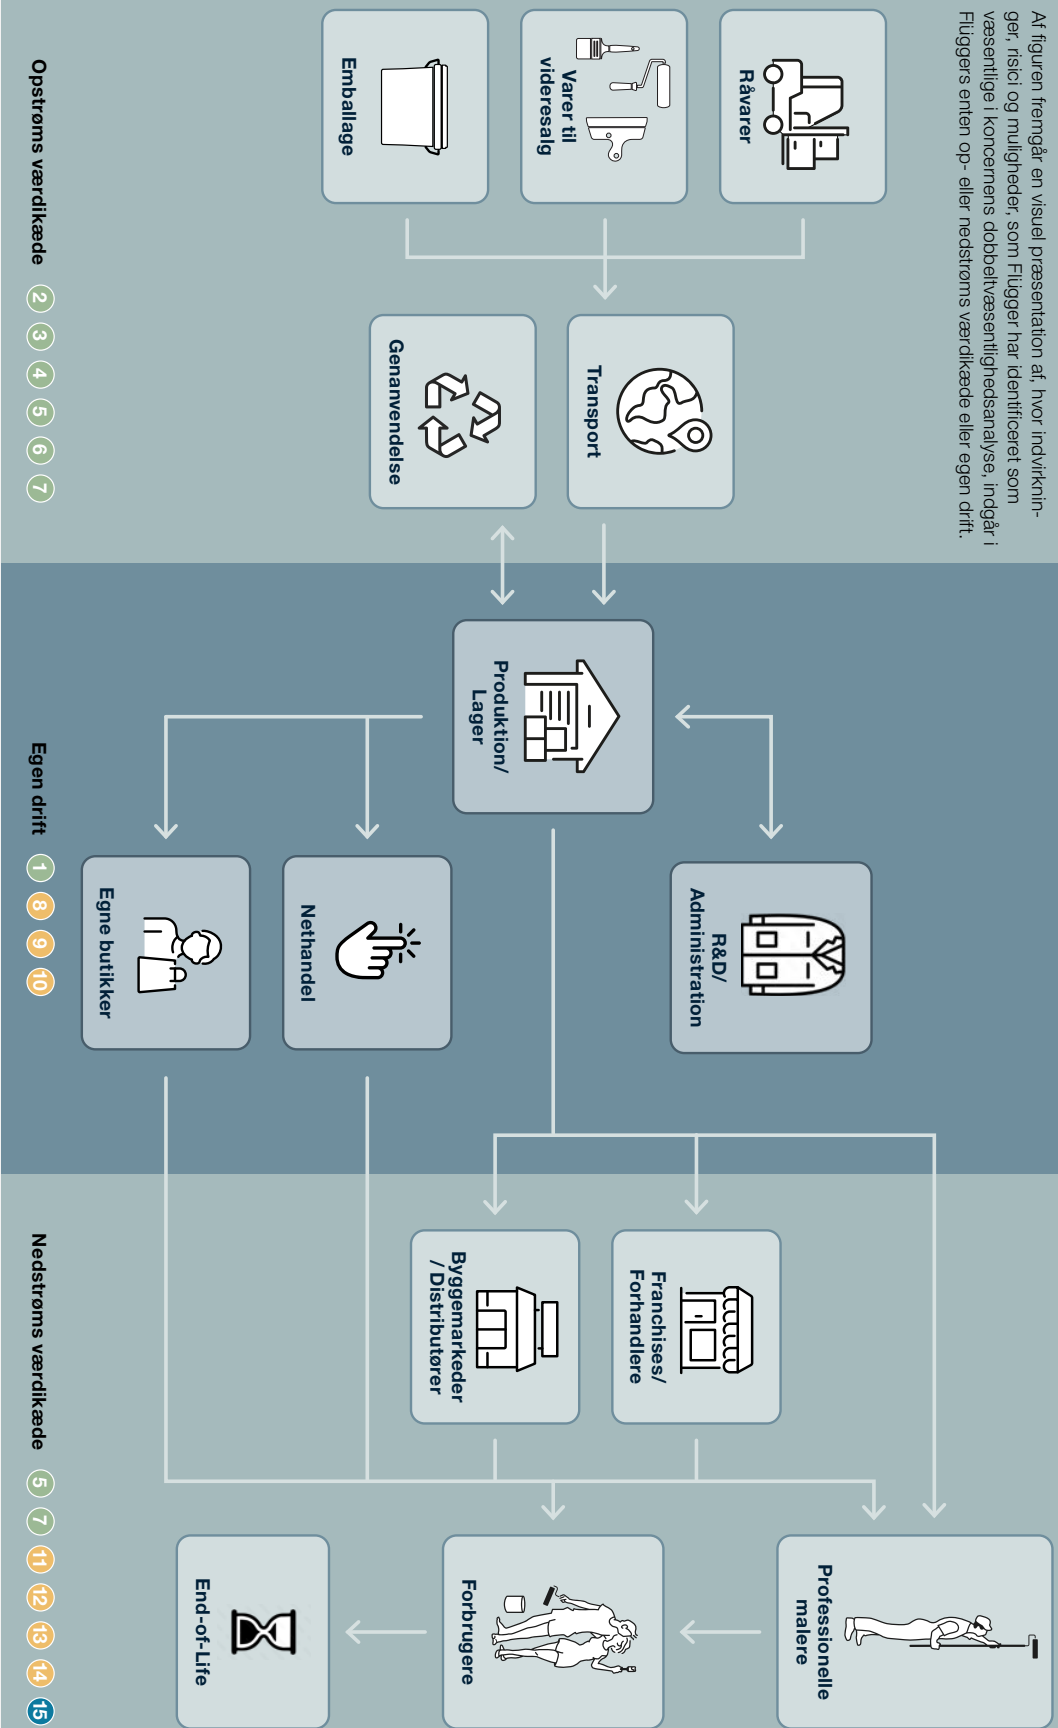 Af figuren fremgår en visuel præsentation af, hvor indvirknin-
ger, risici og muligheder, som Flügger har identificeret som
væsentlige i koncernens dobbeltvæsentlighedsanalyse, indgår i
Flüggers enten op- eller nedstrøms værdikæde eller egen drift.
Råvarer
Varer til
videresalg
Emballage
Transport
Genanvendelse
Opstrøms værdikæde
2 3 4 5 6 7
R&D/
Administration
Produktion/
Lager
Nethandel
Egne butikker
Egen drift
1 8 9 10
Franchises/
Forhandlere
Byggemarkeder
/ Distributører
Professionelle
malere
Forbrugere
End-of-Life
Nedstrøms værdikæde
5 7 11 12 13 14 15